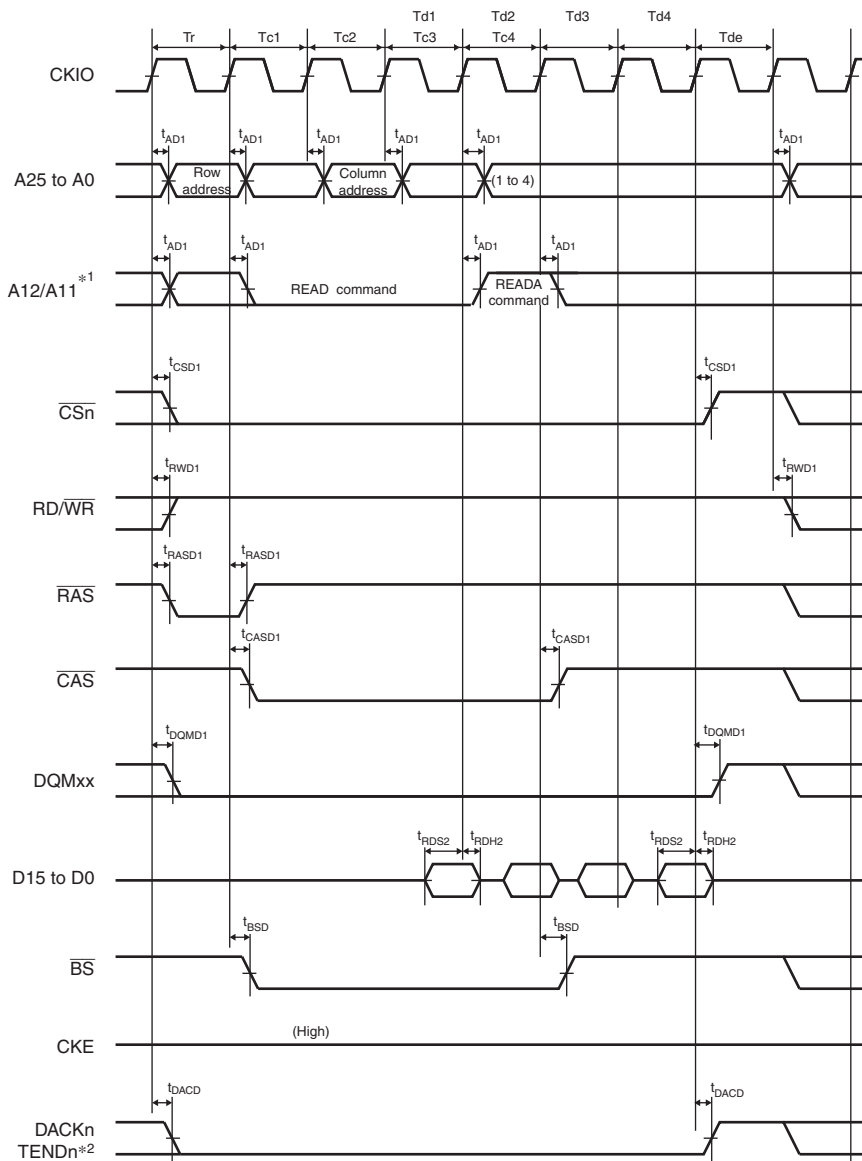 Td1 Td2 Td3 Td4
Tr Tc1 Tc2 Tc3 Tc4 Tde
CKIO
tAD1 tAD1 tAD1 tAD1 tAD1 tAD1
A25 to A0 Row address Column address (1 to 4)
tAD1 tAD1 tAD1 tAD1
A12/A11*1 READ command READA command
tCSD1 tCSD1
CSn
tRWD1 tRWD1
RD/WR
tRASD1 tRASD1
RAS
tCASD1 tCASD1
CAS
tDQMD1 tDQMD1
DQMxx
tRDS2 tRDH2 tRDS2 tRDH2
D15 to D0
tBSD tBSD
BS
(High)
CKE
tDACD tDACD
DACKn
TENDn*2